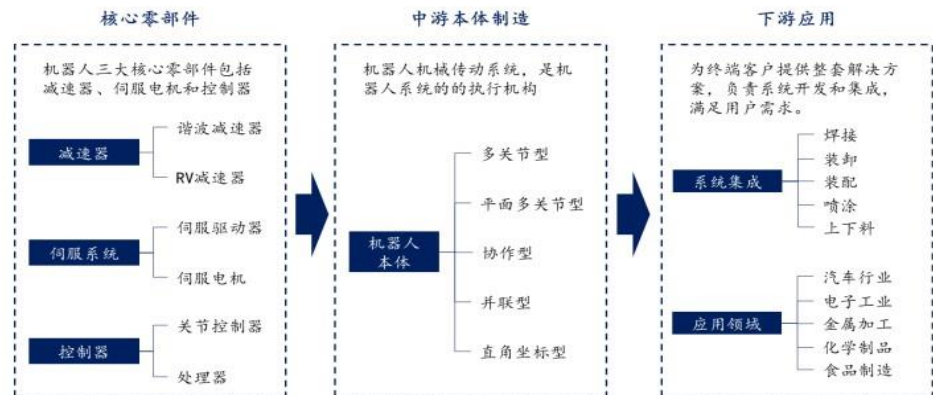 核心零部件
机器人三大核心零部件包括
减速器、伺服电机和控制器
减速器
谐波减速器
RV减速器
伺服系统
伺服驱动器
伺服电机
控制器
关节控制器
处理器
中游本体制造
机器人机械传动系统，是机
器人系统的的执行机构
机器人
本体
多关节型
平面多关节型
协作型
并联型
直角坐标型
下游应用
为终端客户提供整套解决方
案，负责系统开发和集成，
满足用户需求。
系统集成
焊接
装卸
装配
喷涂
上下料
应用领域
汽车行业
电子工业
金属加工
化学制品
食品制造